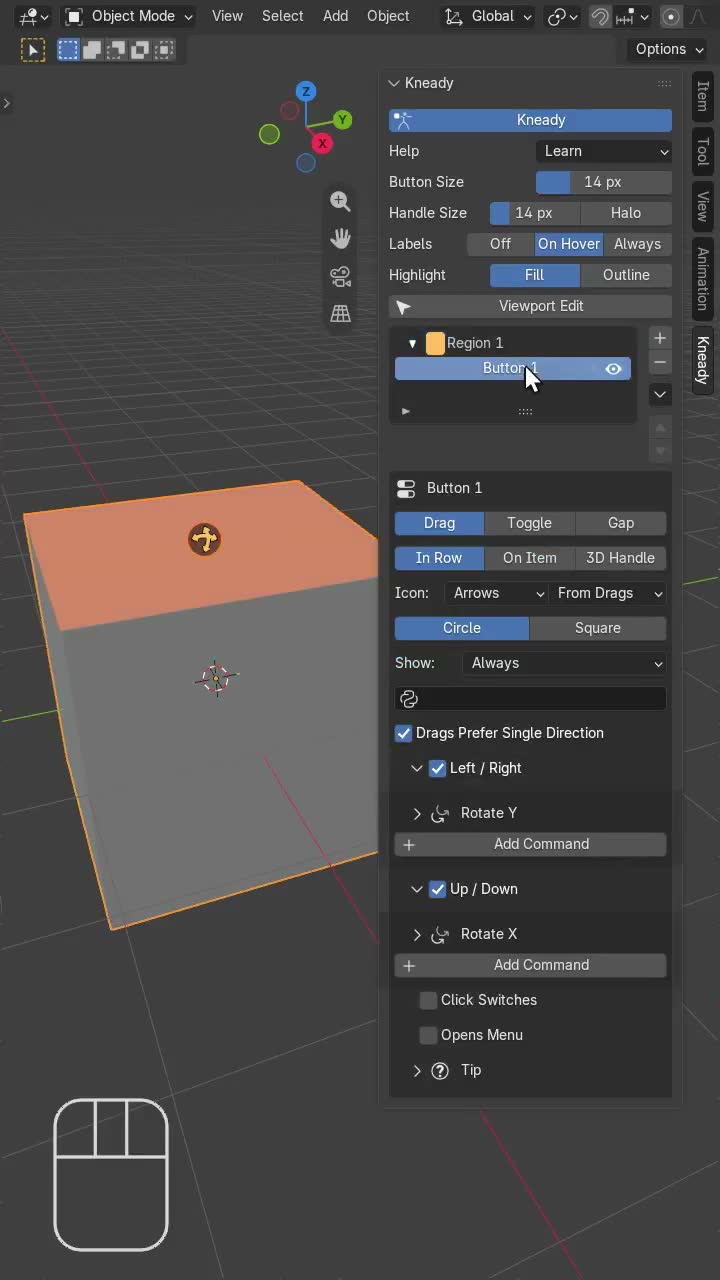 Object Mode View Select Add Object Global
Options
Kneady
Kneady
Help Learn
Button Size 14 px
Handle Size 14 px Halo
Labels Off On Hover Always
Highlight Fill Outline
Viewport Edit
Region 1
Button 1
Button 1
Drag Toggle Gap
In Row On Item 3D Handle
Icon: Arrows From Drags
Circle Square
Show: Always
Drags Prefer Single Direction
Left / Right
Rotate Y
Add Command
Up / Down
Rotate X
Add Command
Click Switches
Opens Menu
Tip
Item
Tool
View
Animation
Kneady
Z
Y
X